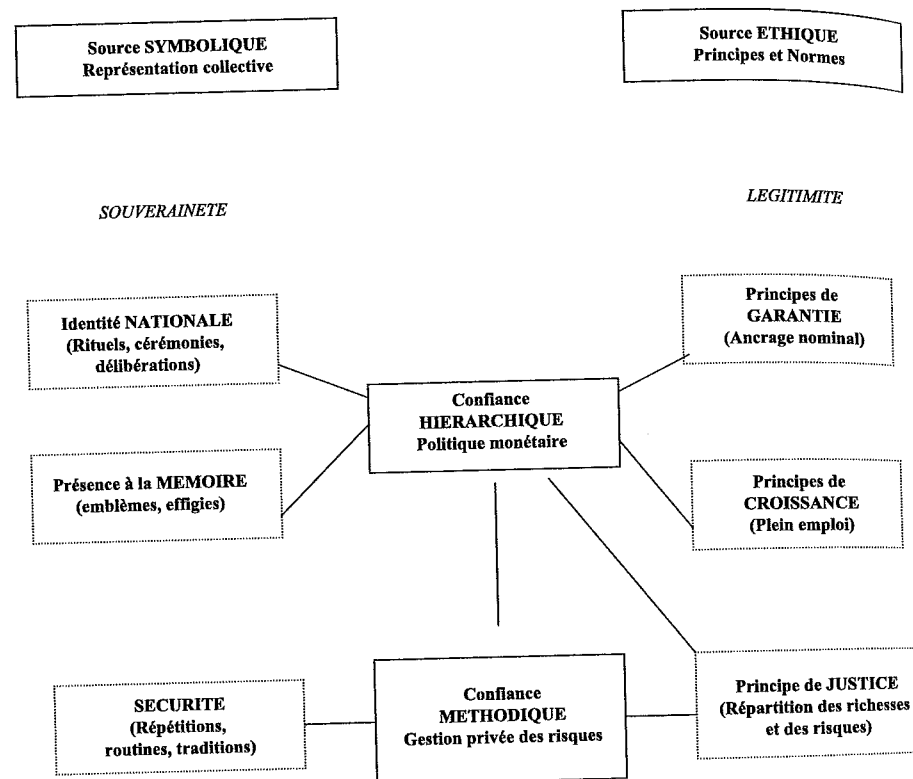 Source SYMBOLIQUE
Représentation collective
Source ETHIQUE
Principes et Normes
SOUVERAINETE
LEGITIMITE
Identité NATIONALE
(Rituels, cérémonies,
délibérations)
Principes de
GARANTIE
(Ancrage nominal)
Confiance
HIERARCHIQUE
Politique monétaire
Présence à la MEMOIRE
(emblèmes, effigies)
Principes de
CROISSANCE
(Plein emploi)
SECURITE
(Répétitions,
routines, traditions)
Confiance
METHODIQUE
Gestion privée des risques
Principe de JUSTICE
(Répartition des richesses
et des risques)